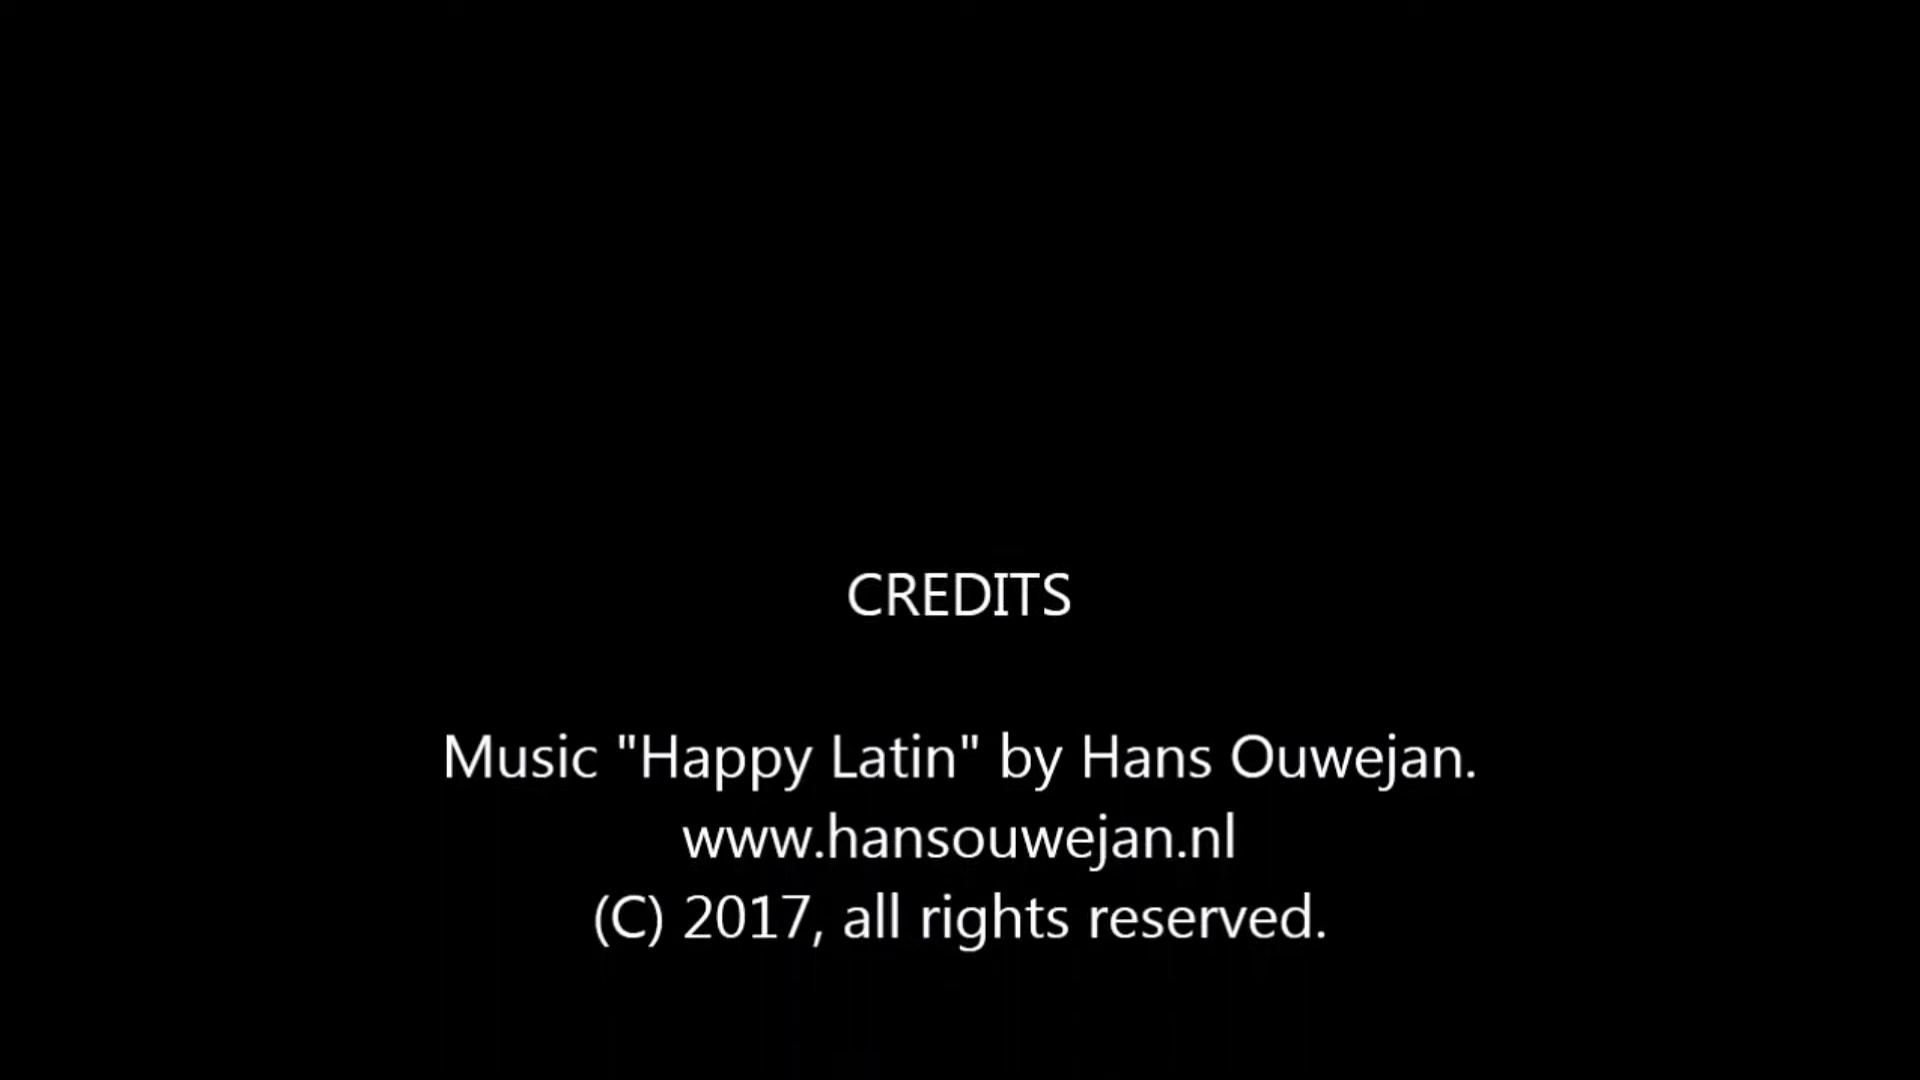 CREDITS
Music "Happy Latin" by Hans Ouwejan.
www.hansouwejan.nl
(C) 2017, all rights reserved.